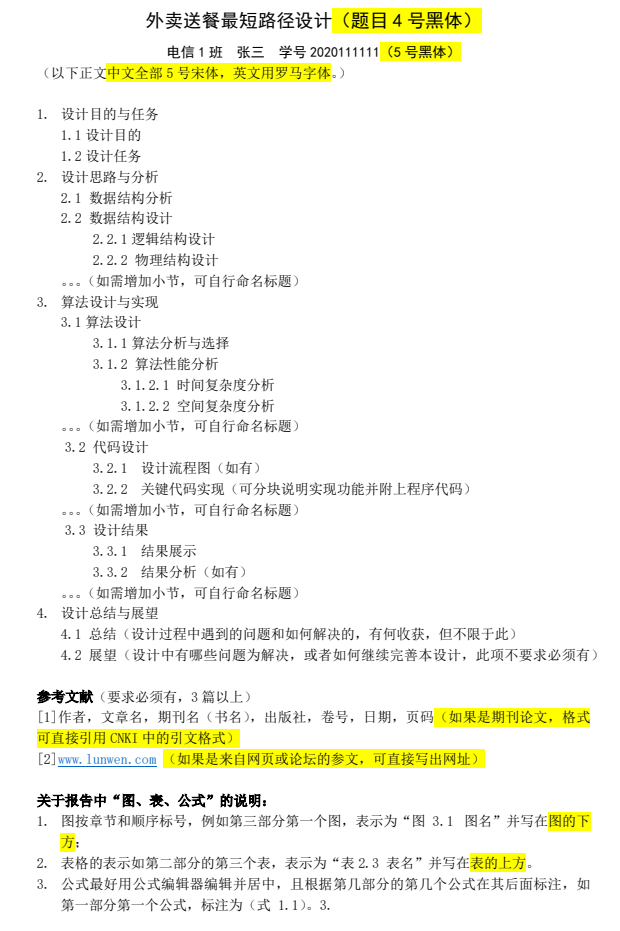 外卖送餐最短路径设计（题目 4 号黑体）
电信 1 班 张三 学号 2020111111（5 号黑体）
（以下正文中文全部 5 号宋体，英文用罗马字体。）
1. 设计目的与任务
1.1 设计目的
1.2 设计任务
2. 设计思路与分析
2.1 数据结构分析
2.2 数据结构设计
2.2.1 逻辑结构设计
2.2.2 物理结构设计
。。。（如需增加小节，可自行命名标题）
3. 算法设计与实现
3.1 算法设计
3.1.1 算法分析与选择
3.1.2 算法性能分析
3.1.2.1 时间复杂度分析
3.1.2.2 空间复杂度分析
。。。（如需增加小节，可自行命名标题）
3.2 代码设计
3.2.1 设计流程图（如有）
3.2.2 关键代码实现（可分块说明实现功能并附上程序代码）
。。。（如需增加小节，可自行命名标题）
3.3 设计结果
3.3.1 结果展示
3.3.2 结果分析（如有）
。。。（如需增加小节，可自行命名标题）
4. 设计总结与展望
4.1 总结（设计过程中遇到的问题和如何解决的，有何收获，但不限于此）
4.2 展望（设计中有哪些问题为解决，或者如何继续完善本设计，此项不要求必须有）
参考文献（要求必须有，3 篇以上）
[1]作者，文章名，期刊名（书名），出版社，卷号，日期，页码（如果是期刊论文，格式
可直接引用 CNKI 中的引文格式）
[2]www.lunwen.com （如果是来自网页或论坛的参文，可直接写出网址）
关于报告中“图、表、公式”的说明：
1. 图按章节和顺序标号，例如第三部分第一个图，表示为“图 3.1 图名”并写在图的下
方；
2. 表格的表示如第二部分的第三个表，表示为“表 2.3 表名”并写在表的上方。
3. 公式最好用公式编辑器编辑并居中，且根据第几部分的第几个公式在其后面标注，如
第一部分第一个公式，标注为（式 1.1）。3.